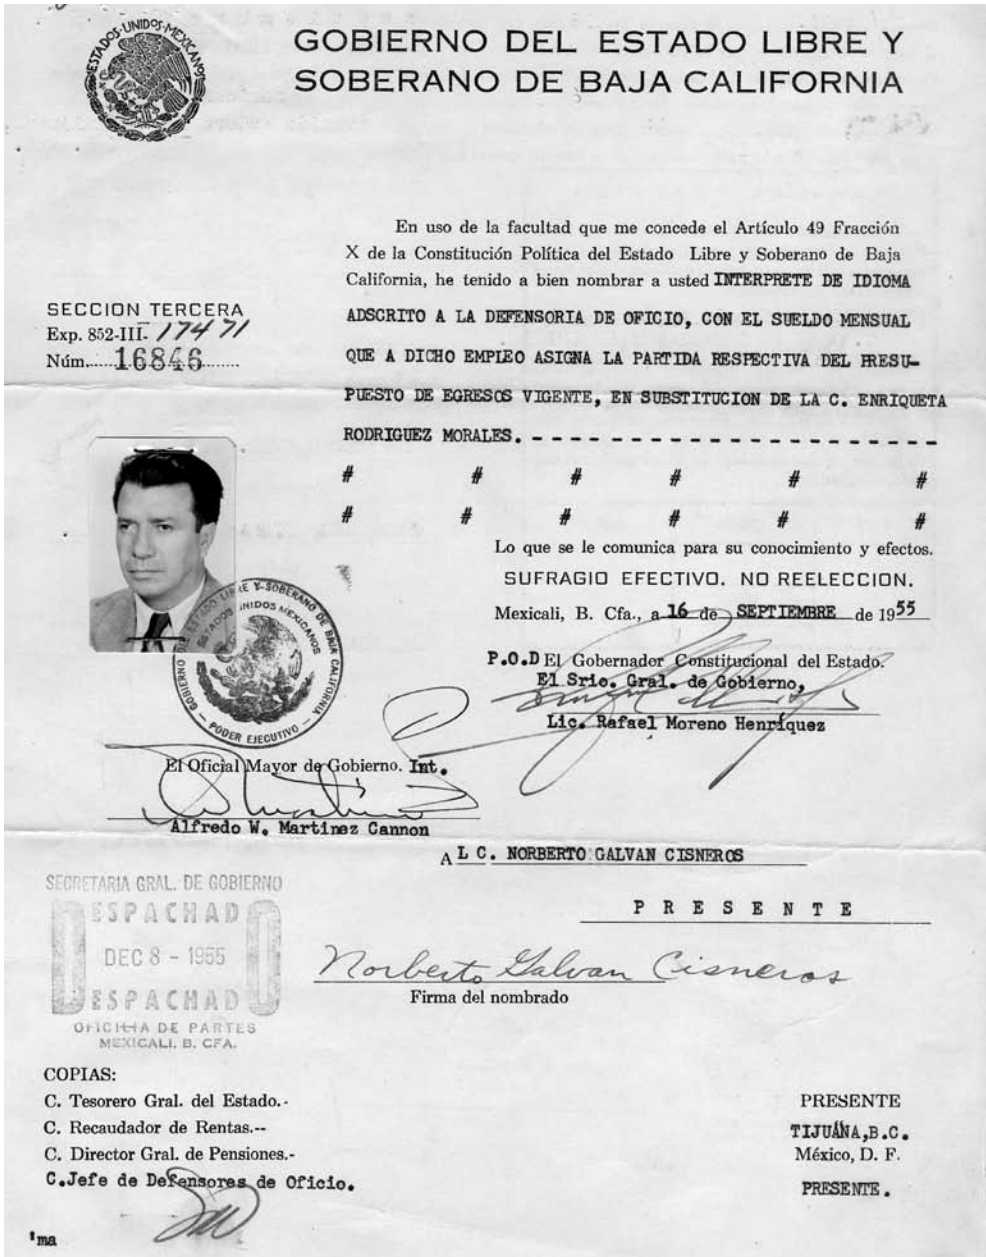 ESTADOS·UNIDOS·MEXICANOS
GOBIERNO DEL ESTADO LIBRE Y
SOBERANO DE BAJA CALIFORNIA
En uso de la facultad que me concede el Artículo 49 Fracción
X de la Constitución Política del Estado Libre y Soberano de Baja
California, he tenido a bien nombrar a usted INTERPRETE DE IDIOMA
ADSCRITO A LA DEFENSORIA DE OFICIO, CON EL SUELDO MENSUAL
QUE A DICHO EMPLEO ASIGNA LA PARTIDA RESPECTIVA DEL PRESU-
PUESTO DE EGRESOS VIGENTE, EN SUBSTITUCION DE LA C. ENRIQUETA
RODRIGUEZ MORALES. - - - - - - - - - - - - - - - - - - - - - -
# # # # # #
# # # # # #
SECCION TERCERA
Exp. 852-III- 17471
Núm. 16846
Lo que se le comunica para su conocimiento y efectos.
SUFRAGIO EFECTIVO. NO REELECCION.
Mexicali, B. Cfa., a 16 de SEPTIEMBRE de 1955
GOBIERNO DEL ESTADO LIBRE Y SOBERANO DE BAJA CALIFORNIA
ESTADOS UNIDOS MEXICANOS
— PODER EJECUTIVO —
P.O.D El Gobernador Constitucional del Estado.
El Srio. Gral. de Gobierno,
Lic. Rafael Moreno Henríquez
El Oficial Mayor de Gobierno. Int.
Alfredo W. Martinez Cannon
A L C. NORBERTO GALVAN CISNEROS
P R E S E N T E
SECRETARIA GRAL. DE GOBIERNO
DESPACHADO
DEC 8 - 1955
DESPACHADO
OFICILIA DE PARTES
MEXICALI, B. CFA.
Norberto Galvan Cisneros
Firma del nombrado
COPIAS:
C. Tesorero Gral. del Estado.- PRESENTE
C. Recaudador de Rentas.-- TIJUÁNA,B.C.
C. Director Gral. de Pensiones.- México, D. F.
C.Jefe de Defensores de Oficio. PRESENTE.
'ma